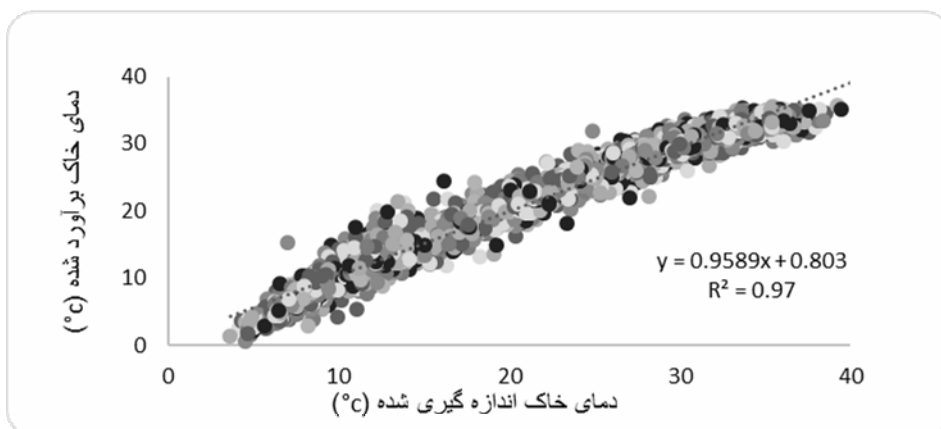 دمای خاک برآورد شده (°c)
40
30
20
10
0
y = 0.9589x + 0.803
R² = 0.97
0 10 20 30 40
دمای خاک اندازه گیری شده (°c)